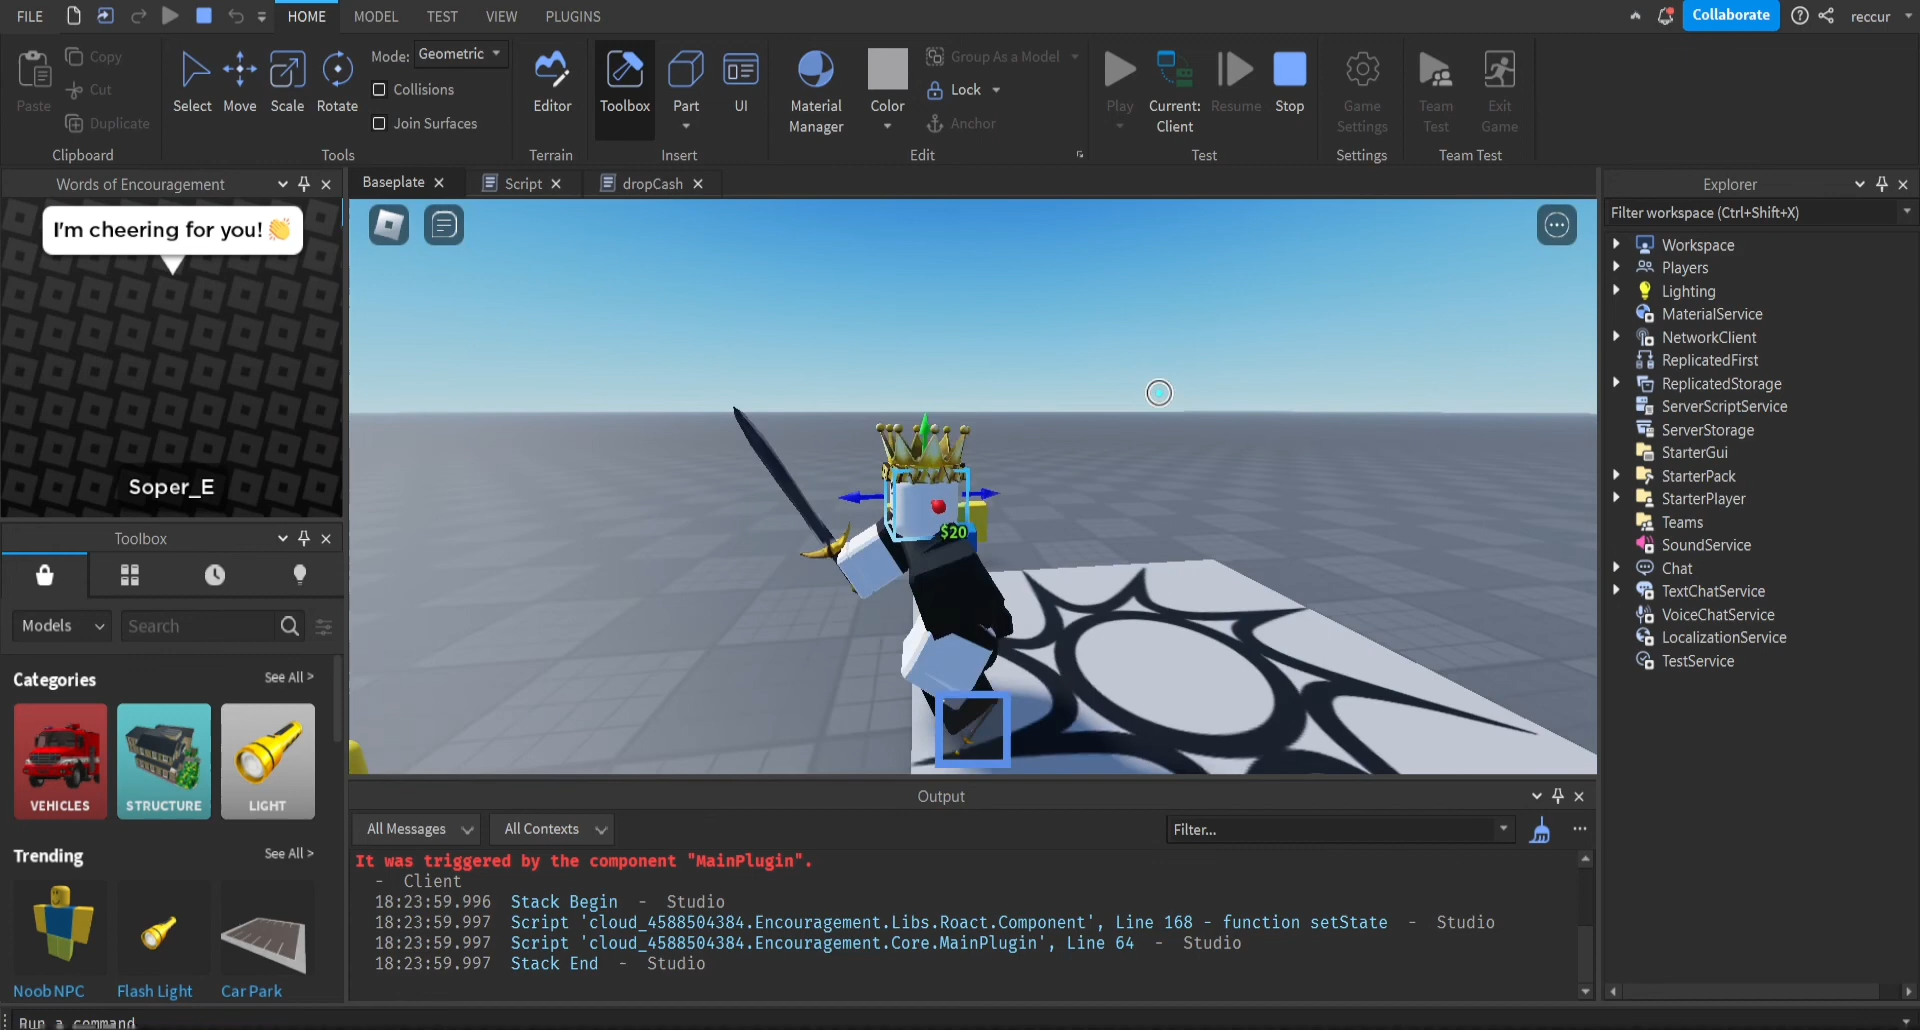 FILE HOME MODEL TEST VIEW PLUGINS Collaborate reccur
Paste Copy Cut Duplicate Clipboard
Select Move Scale Rotate Mode: Geometric Collisions Join Surfaces Tools
Editor Terrain
Toolbox Part UI Insert
Material Manager Color Group As a Model Lock Anchor Edit
Play Current: Client Resume Stop Test
Game Settings Settings
Team Test Exit Game Team Test
Words of Encouragement
I'm cheering for you! 👏
Soper_E
Toolbox
Models Search
Categories See All >
VEHICLES STRUCTURE LIGHT
Trending See All >
Noob NPC Flash Light Car Park
Baseplate Script dropCash
$20
Output
All Messages All Contexts Filter...
It was triggered by the component "MainPlugin".
- Client
18:23:59.996 Stack Begin - Studio
18:23:59.997 Script 'cloud_4588504384.Encouragement.Libs.Roact.Component', Line 168 - function setState - Studio
18:23:59.997 Script 'cloud_4588504384.Encouragement.Core.MainPlugin', Line 64 - Studio
18:23:59.997 Stack End - Studio
Explorer
Filter workspace (Ctrl+Shift+X)
Workspace
Players
Lighting
MaterialService
NetworkClient
ReplicatedFirst
ReplicatedStorage
ServerScriptService
ServerStorage
StarterGui
StarterPack
StarterPlayer
Teams
SoundService
Chat
TextChatService
VoiceChatService
LocalizationService
TestService
Run a command